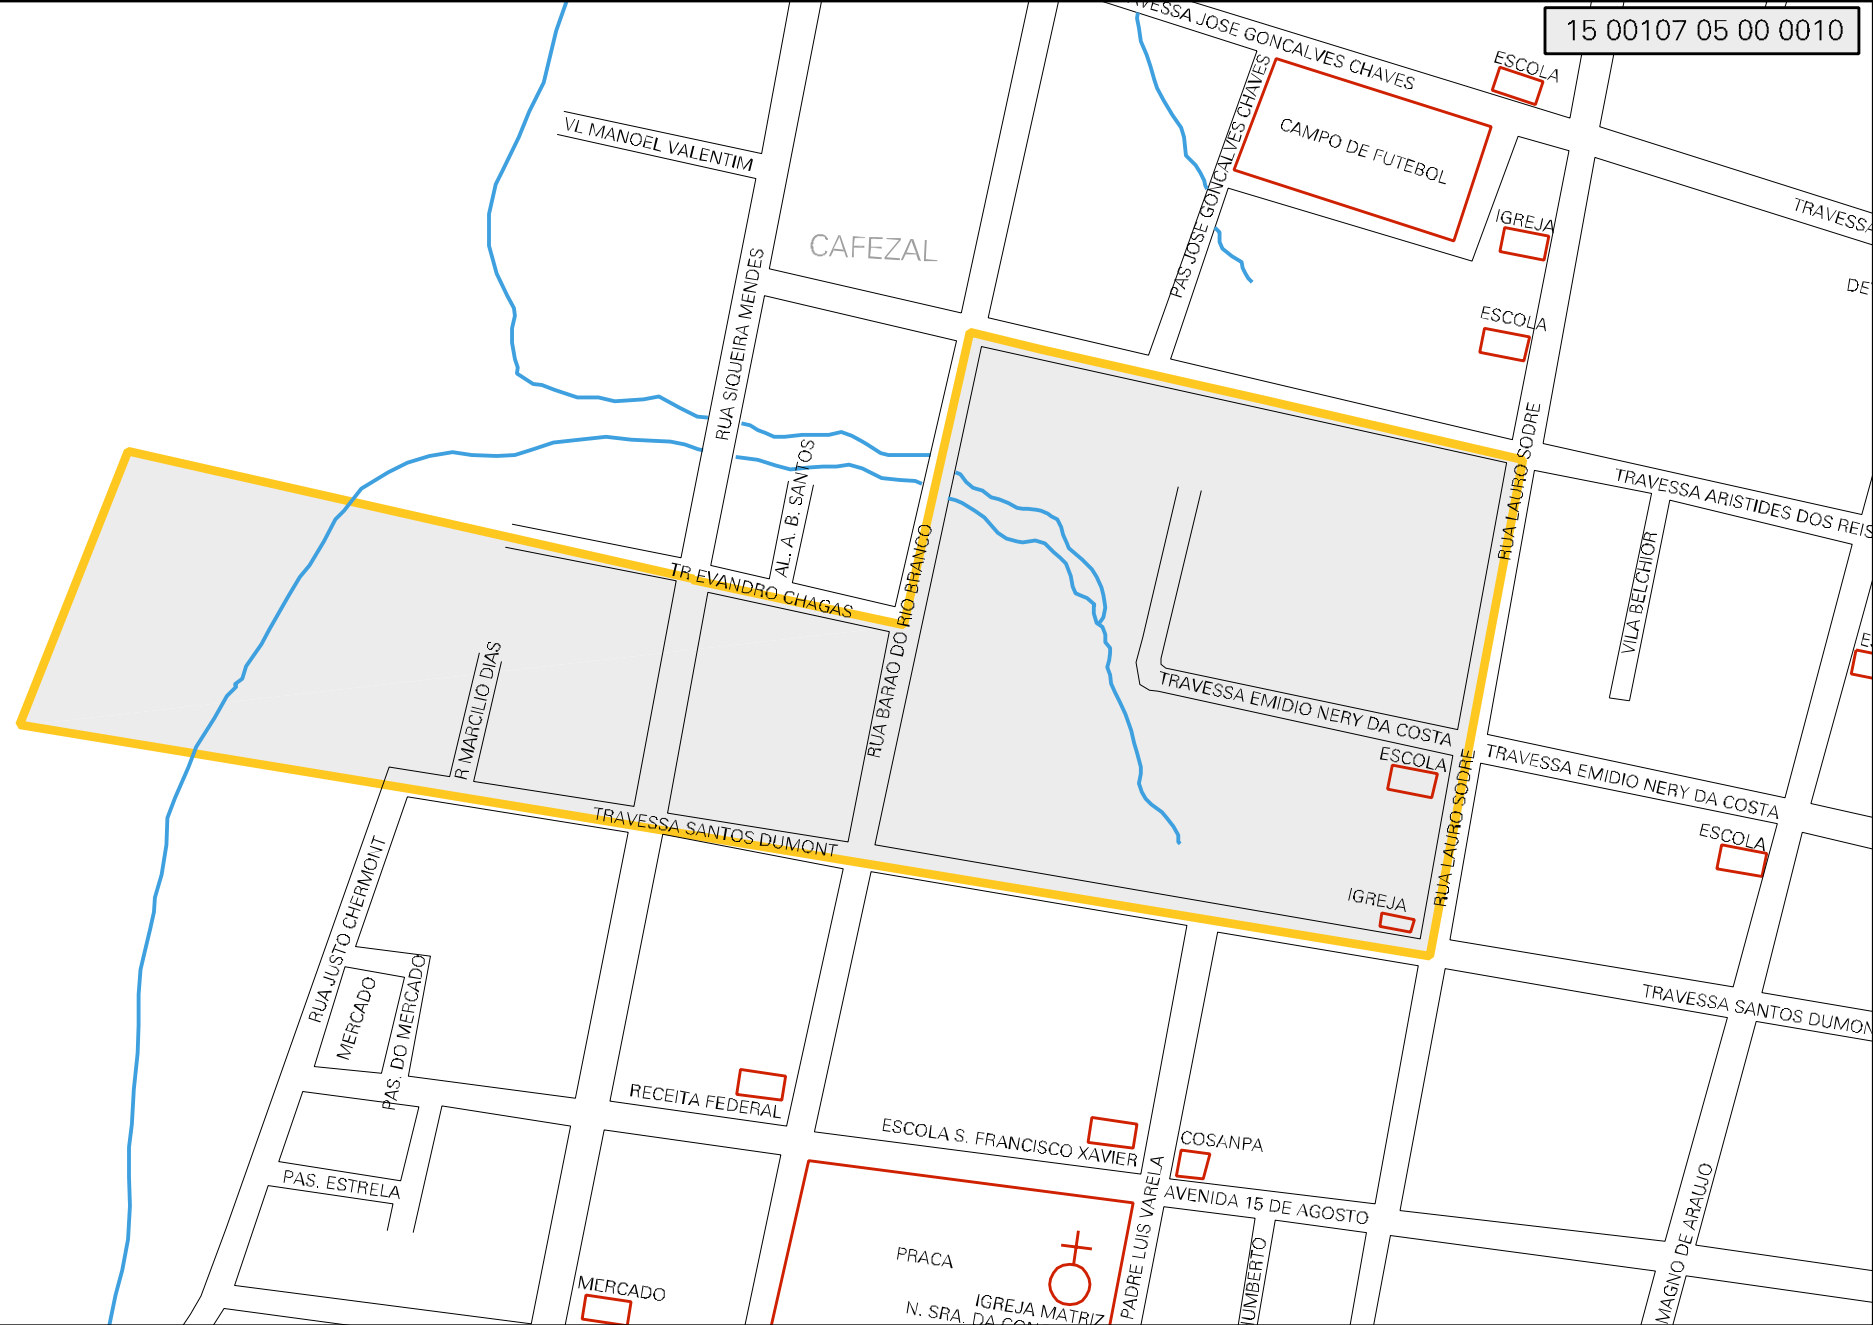 TRAVESSA JOSE GONCALVES CHAVES
15 00107 05 00 0010
ESCOLA
PAS JOSE GONCALVES CHAVES
CAMPO DE FUTEBOL
VL MANOEL VALENTIM
TRAVESSA
IGREJA
CAFEZAL
RUA SIQUEIRA MENDES
ESCOLA
RUA LAURO SODRE
TRAVESSA ARISTIDES DOS REIS
AL. A. B. SANTOS
VILA BELCHIOR
TR EVANDRO CHAGAS
RUA BARAO DO RIO BRANCO
R MARCILIO DIAS
TRAVESSA EMIDIO NERY DA COSTA
ESCOLA
RUA LAURO SODRE
TRAVESSA EMIDIO NERY DA COSTA
ESCOLA
TRAVESSA SANTOS DUMONT
IGREJA
RUA JUSTO CHERMONT
MERCADO
PAS. DO MERCADO
TRAVESSA SANTOS DUMON
RECEITA FEDERAL
ESCOLA S. FRANCISCO XAVIER
COSANPA
PAS. ESTRELA
AVENIDA 15 DE AGOSTO
PADRE LUIS VARELA
HUMBERTO
MAGNO DE ARAUJO
PRACA
MERCADO
IGREJA MATRIZ
N. SRA. DA CON